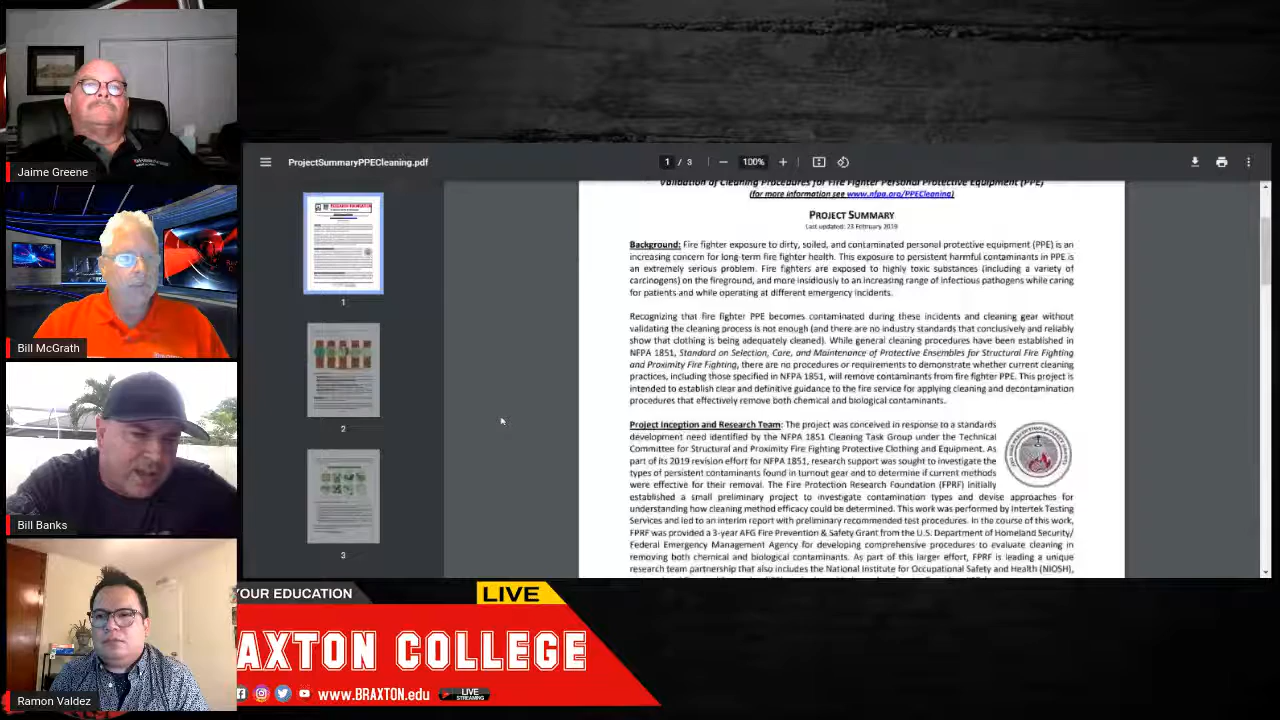 Jaime Greene
Bill McGrath
Bill Banks
Ramon Valdez
ProjectSummaryPPECleaning.pdf
1 / 3
100%
1
2
3
Validation of Cleaning Procedures for Fire Fighter Personal Protective Equipment (PPE)
(for more information see www.nfpa.org/PPECleaning)
PROJECT SUMMARY
Last updated: 23 February 2019
Background: Fire fighter exposure to dirty, soiled, and contaminated personal protective equipment (PPE) is an
increasing concern for long-term fire fighter health. This exposure to persistent harmful contaminants in PPE is
an extremely serious problem. Fire fighters are exposed to highly toxic substances (including a variety of
carcinogens) on the fireground, and more insidiously to an increasing range of infectious pathogens while caring
for patients and while operating at different emergency incidents.
Recognizing that fire fighter PPE becomes contaminated during these incidents and cleaning gear without
validating the cleaning process is not enough (and there are no industry standards that conclusively and reliably
show that clothing is being adequately cleaned). While general cleaning procedures have been established in
NFPA 1851, Standard on Selection, Care, and Maintenance of Protective Ensembles for Structural Fire Fighting
and Proximity Fire Fighting, there are no procedures or requirements to demonstrate whether current cleaning
practices, including those specified in NFPA 1851, will remove contaminants from fire fighter PPE. This project is
intended to establish clear and definitive guidance to the fire service for applying cleaning and decontamination
procedures that effectively remove both chemical and biological contaminants.
Project Inception and Research Team: The project was conceived in response to a standards
development need identified by the NFPA 1851 Cleaning Task Group under the Technical
Committee for Structural and Proximity Fire Fighting Protective Clothing and Equipment. As
part of its 2019 revision effort for NFPA 1851, research support was sought to investigate the
types of persistent contaminants found in turnout gear and to determine if current methods
were effective for their removal. The Fire Protection Research Foundation (FPRF) initially
established a small preliminary project to investigate contamination types and devise approaches for
understanding how cleaning method efficacy could be determined. This work was performed by Intertek Testing
Services and led to an interim report with preliminary recommended test procedures. In the course of this work,
FPRF was provided a 3-year AFG Fire Prevention & Safety Grant from the U.S. Department of Homeland Security/
Federal Emergency Management Agency for developing comprehensive procedures to evaluate cleaning in
removing both chemical and biological contaminants. As part of this larger effort, FPRF is leading a unique
research team partnership that also includes the National Institute for Occupational Safety and Health (NIOSH),
YOUR EDUCATION
LIVE
AXTON COLLEGE
www.BRAXTON.edu
LIVE
STREAMING